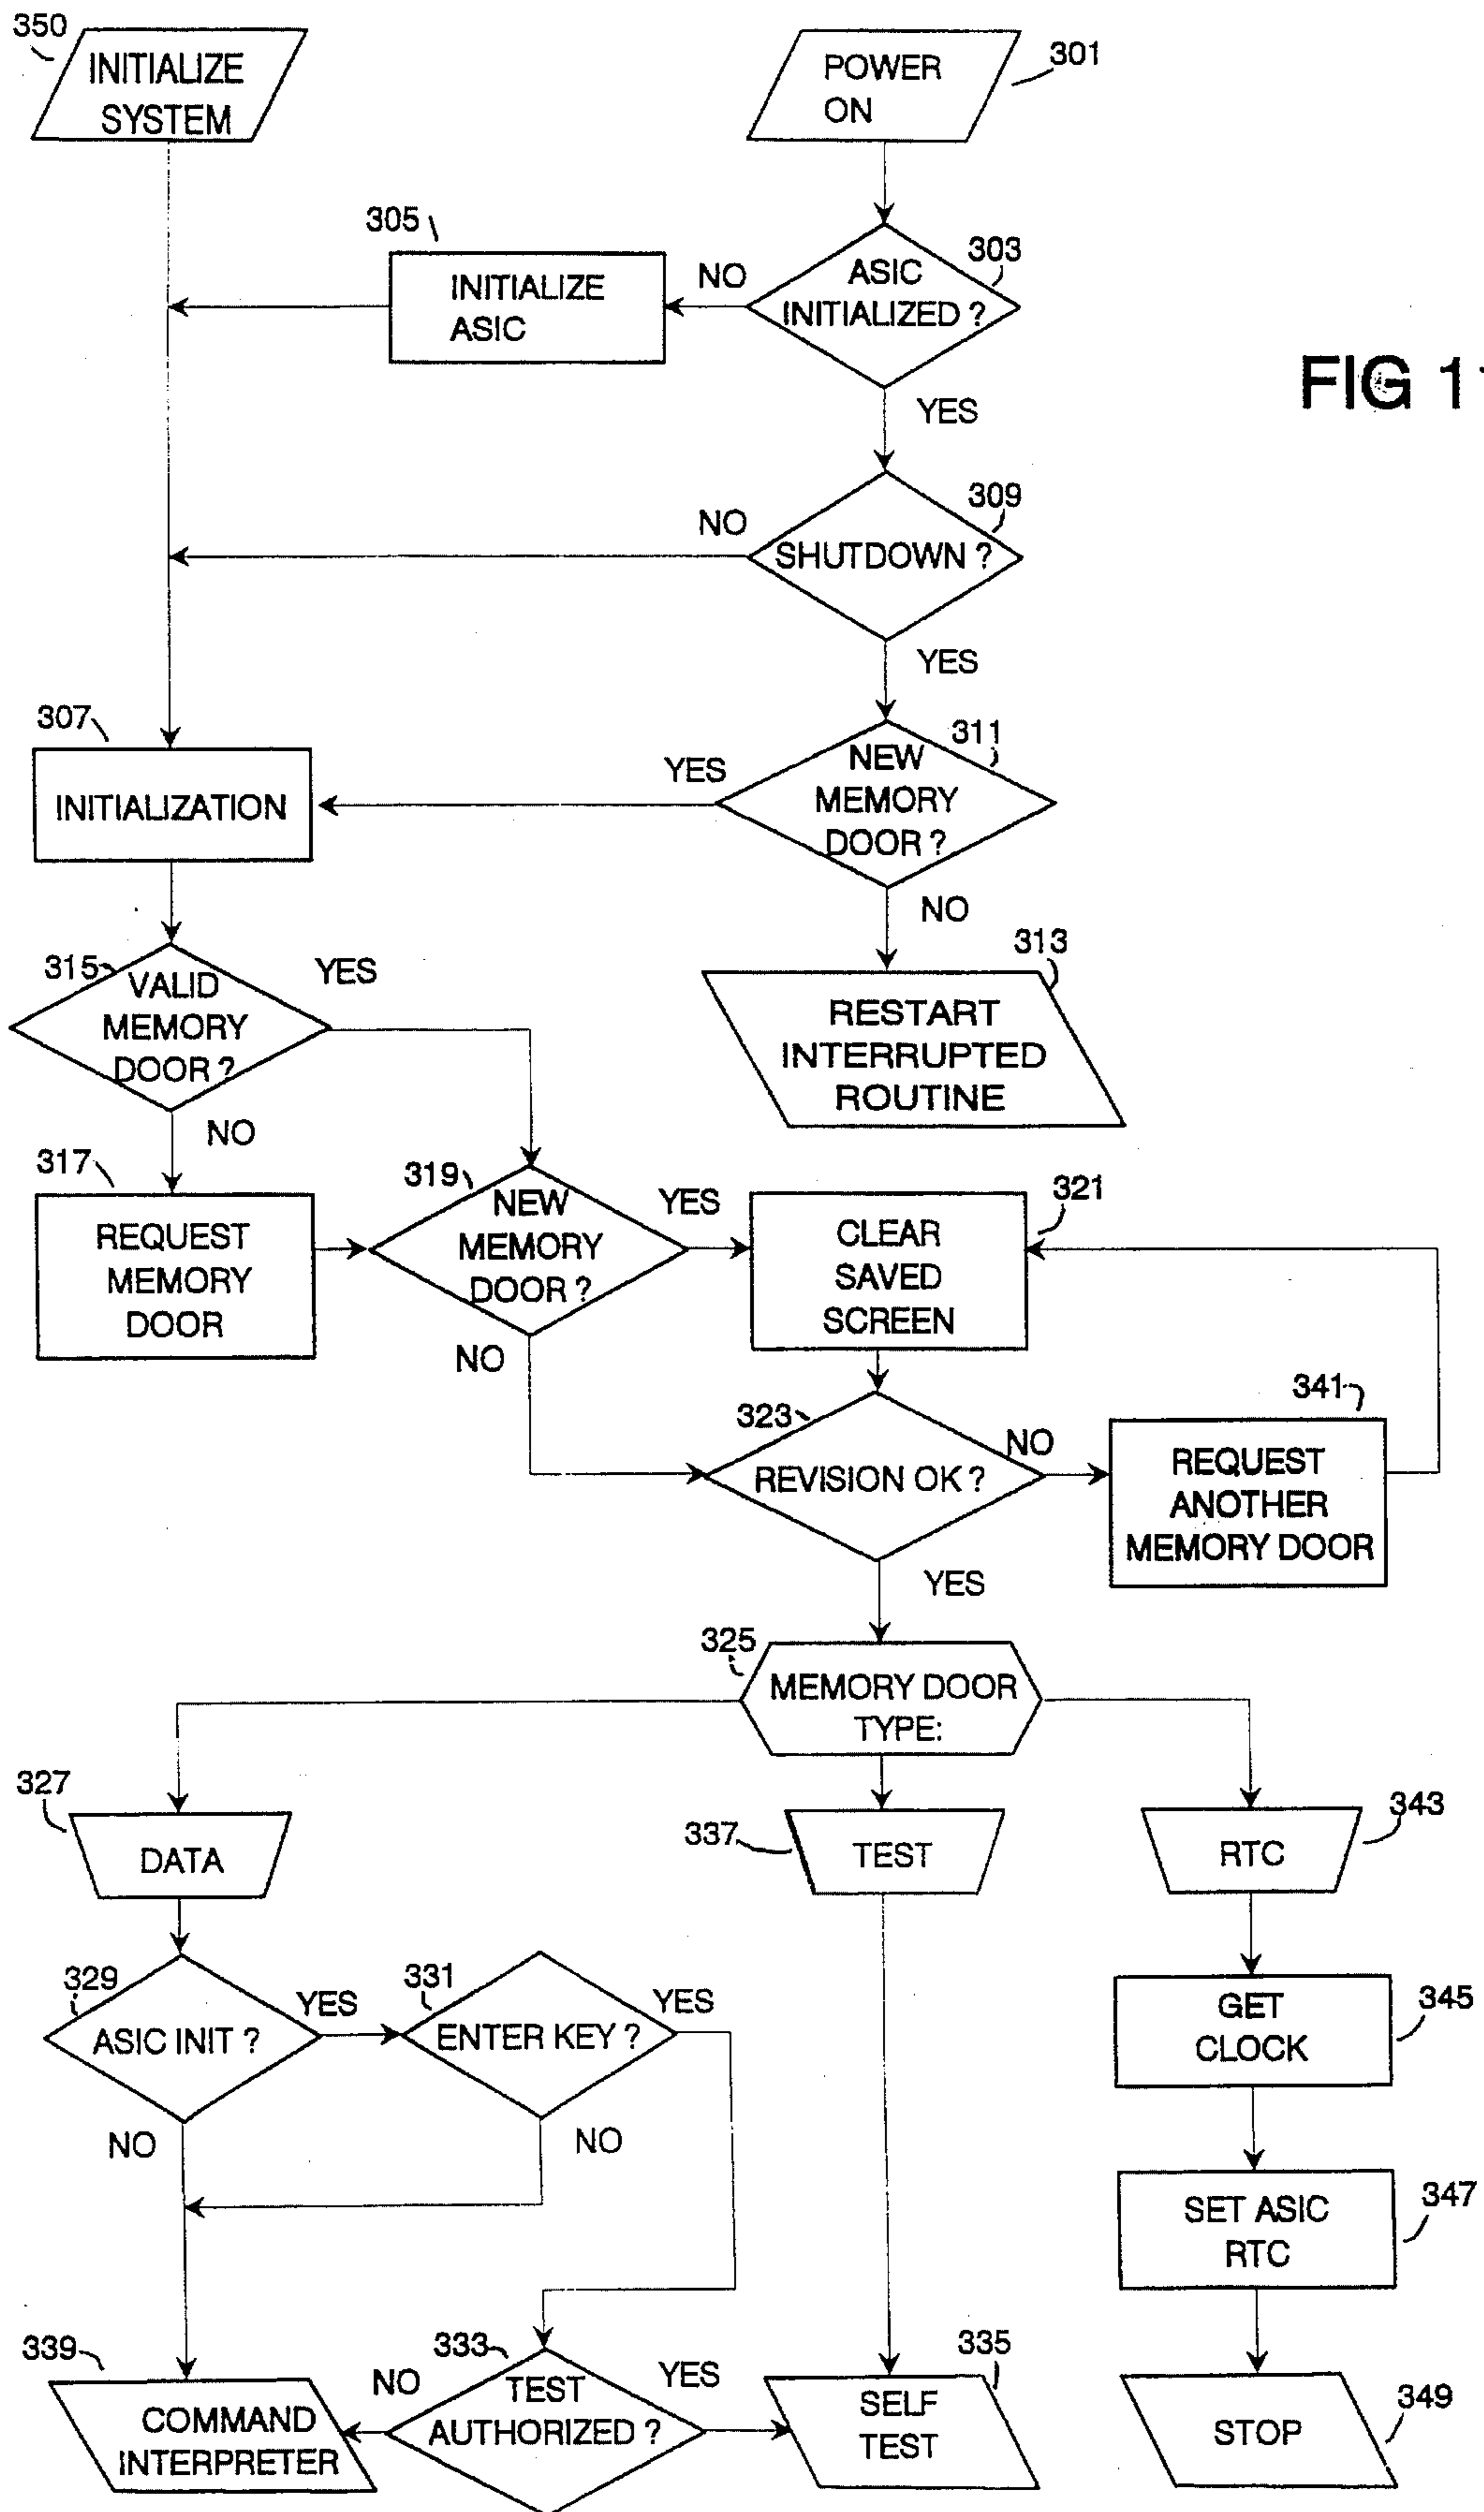 350
INITIALIZE
SYSTEM
POWER
ON
301
305
INITIALIZE
ASIC
NO
ASIC
INITIALIZED ?
303
YES
FIG 1
NO
SHUTDOWN ?
309
YES
307
INITIALIZATION
YES
NEW
MEMORY
DOOR ?
311
NO
315
VALID
MEMORY
DOOR ?
YES
NO
313
RESTART
INTERRUPTED
ROUTINE
317
REQUEST
MEMORY
DOOR
319
NEW
MEMORY
DOOR ?
YES
NO
CLEAR
SAVED
SCREEN
321
323
REVISION OK ?
NO
YES
341
REQUEST
ANOTHER
MEMORY DOOR
325
MEMORY DOOR
TYPE:
327
DATA
337
TEST
RTC
343
329
ASIC INIT ?
YES
NO
331
ENTER KEY ?
YES
NO
GET
CLOCK
345
SET ASIC
RTC
347
339
COMMAND
INTERPRETER
NO
333
TEST
AUTHORIZED ?
YES
335
SELF
TEST
STOP
349